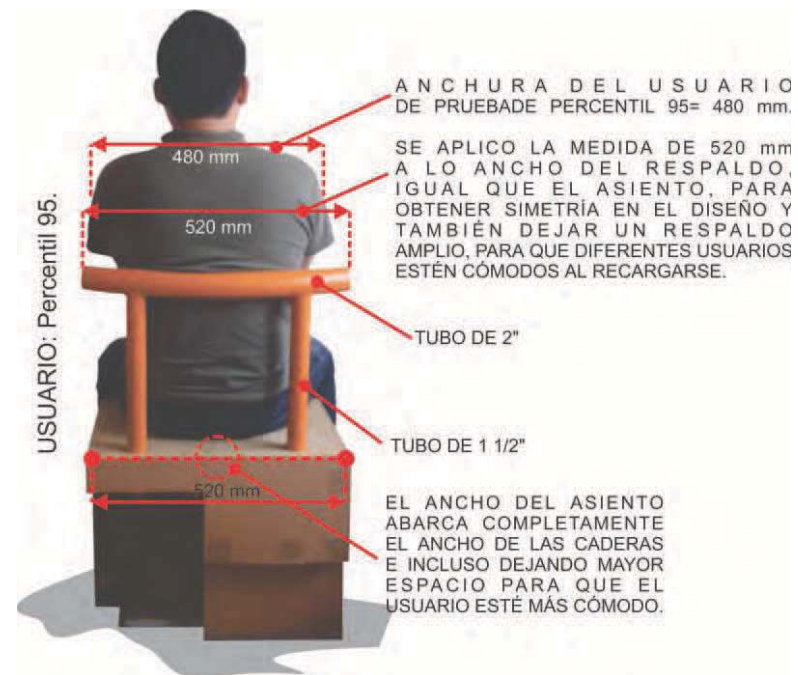 ANCHURA DEL USUARIO
DE PRUEBADE PERCENTIL 95= 480 mm.
480 mm
SE APLICO LA MEDIDA DE 520 mm
A LO ANCHO DEL RESPALDO,
IGUAL QUE EL ASIENTO, PARA
OBTENER SIMETRÍA EN EL DISEÑO Y
TAMBIÉN DEJAR UN RESPALDO
AMPLIO, PARA QUE DIFERENTES USUARIOS
ESTÉN CÓMODOS AL RECARGARSE.
520 mm
USUARIO: Percentil 95.
TUBO DE 2"
TUBO DE 1 1/2"
520 mm
EL ANCHO DEL ASIENTO
ABARCA COMPLETAMENTE
EL ANCHO DE LAS CADERAS
E INCLUSO DEJANDO MAYOR
ESPACIO PARA QUE EL
USUARIO ESTÉ MÁS CÓMODO.